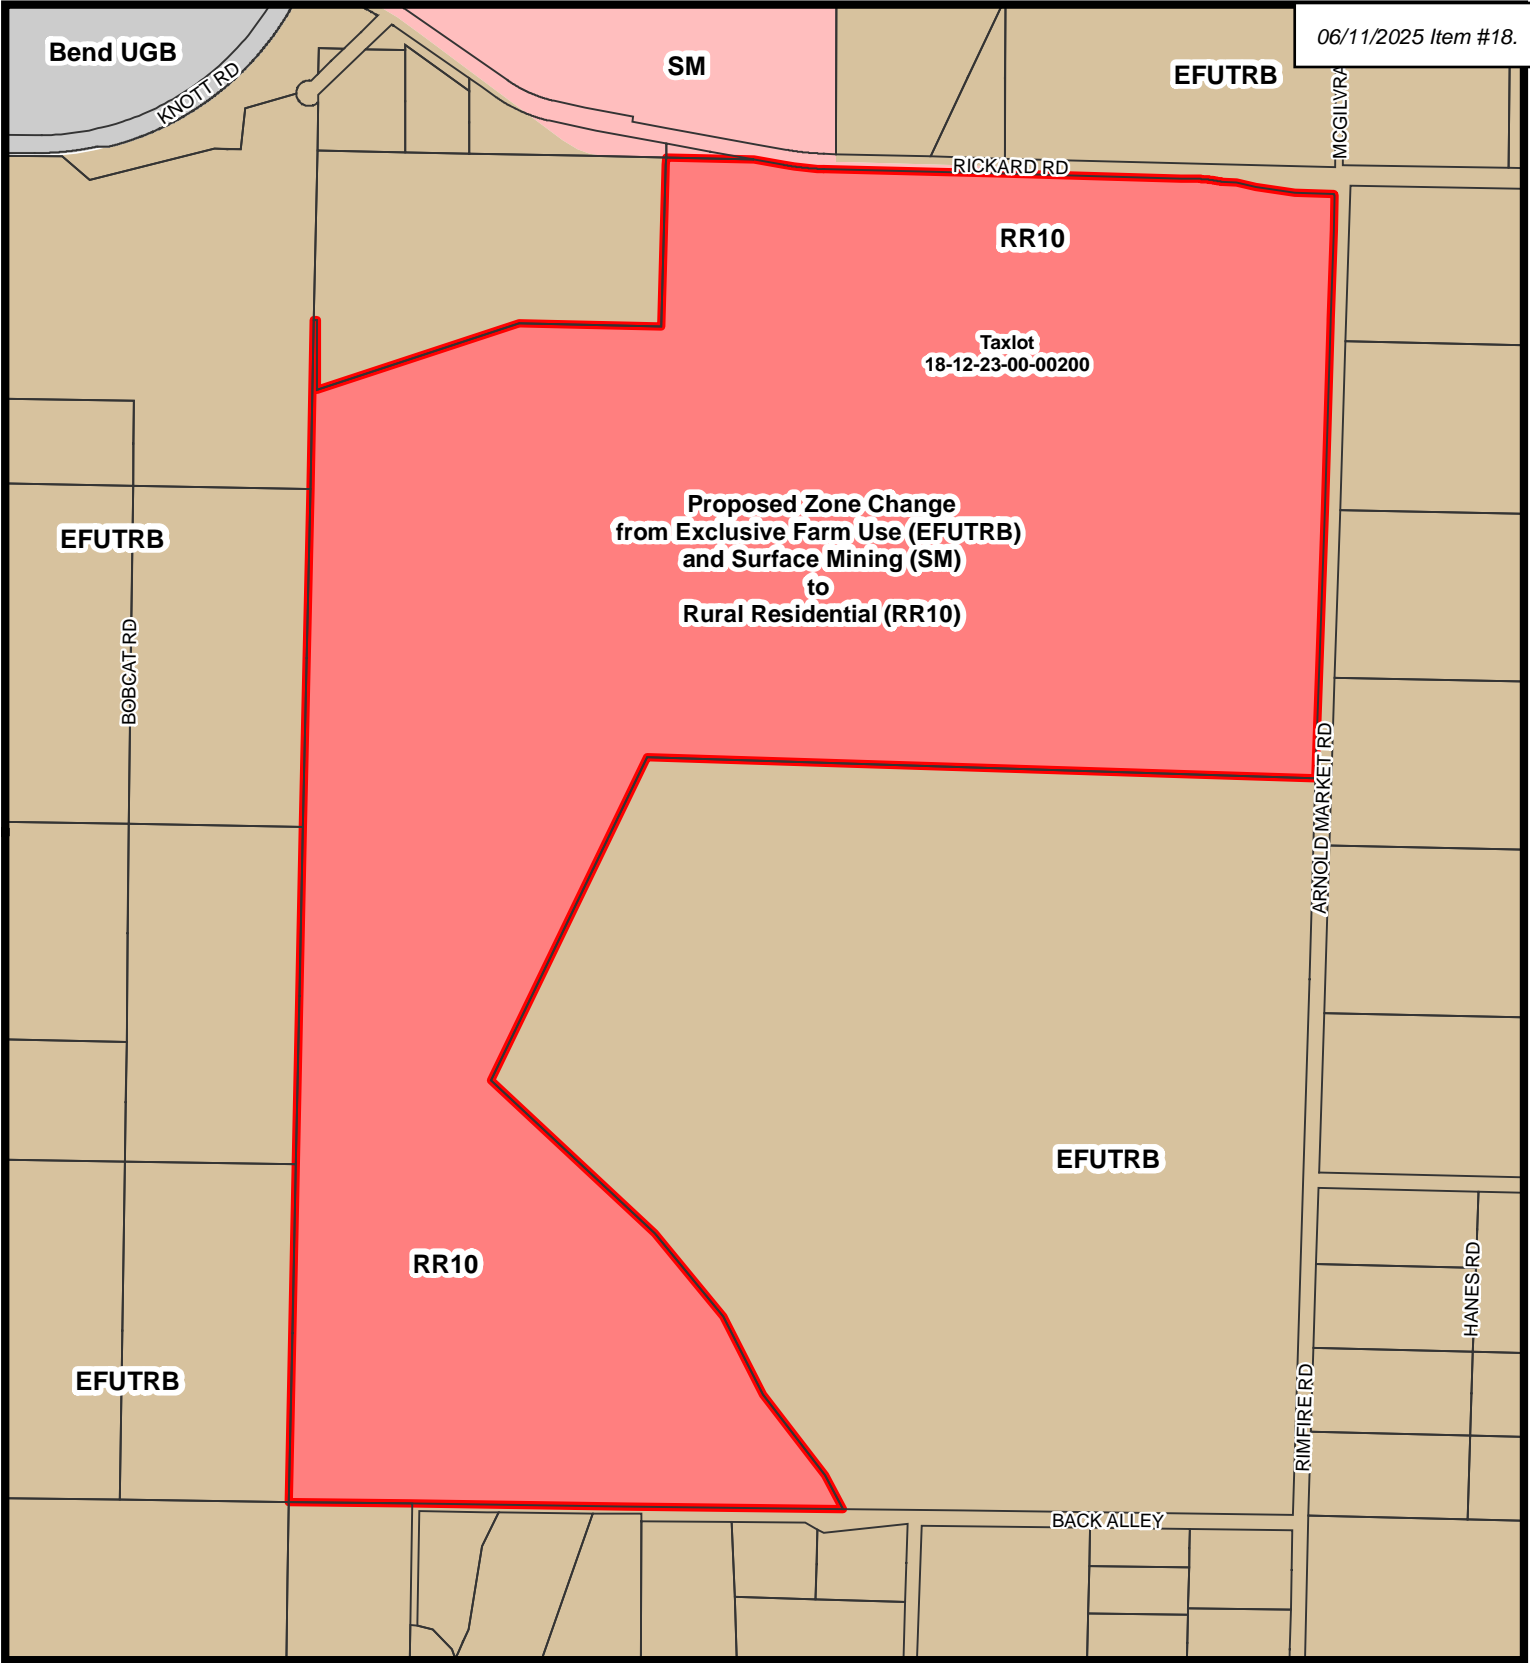 06/11/2025 Item #18.
Bend UGB
SM
EFUTRB
KNOTT RD
MCGILVRA
RICKARD RD
RR10
Taxlot
18-12-23-00-00200
Proposed Zone Change
from Exclusive Farm Use (EFUTRB)
and Surface Mining (SM)
to
Rural Residential (RR10)
EFUTRB
BOBCAT RD
ARNOLD MARKET RD
EFUTRB
RR10
HANES RD
EFUTRB
RIMFIRE RD
BACK ALLEY